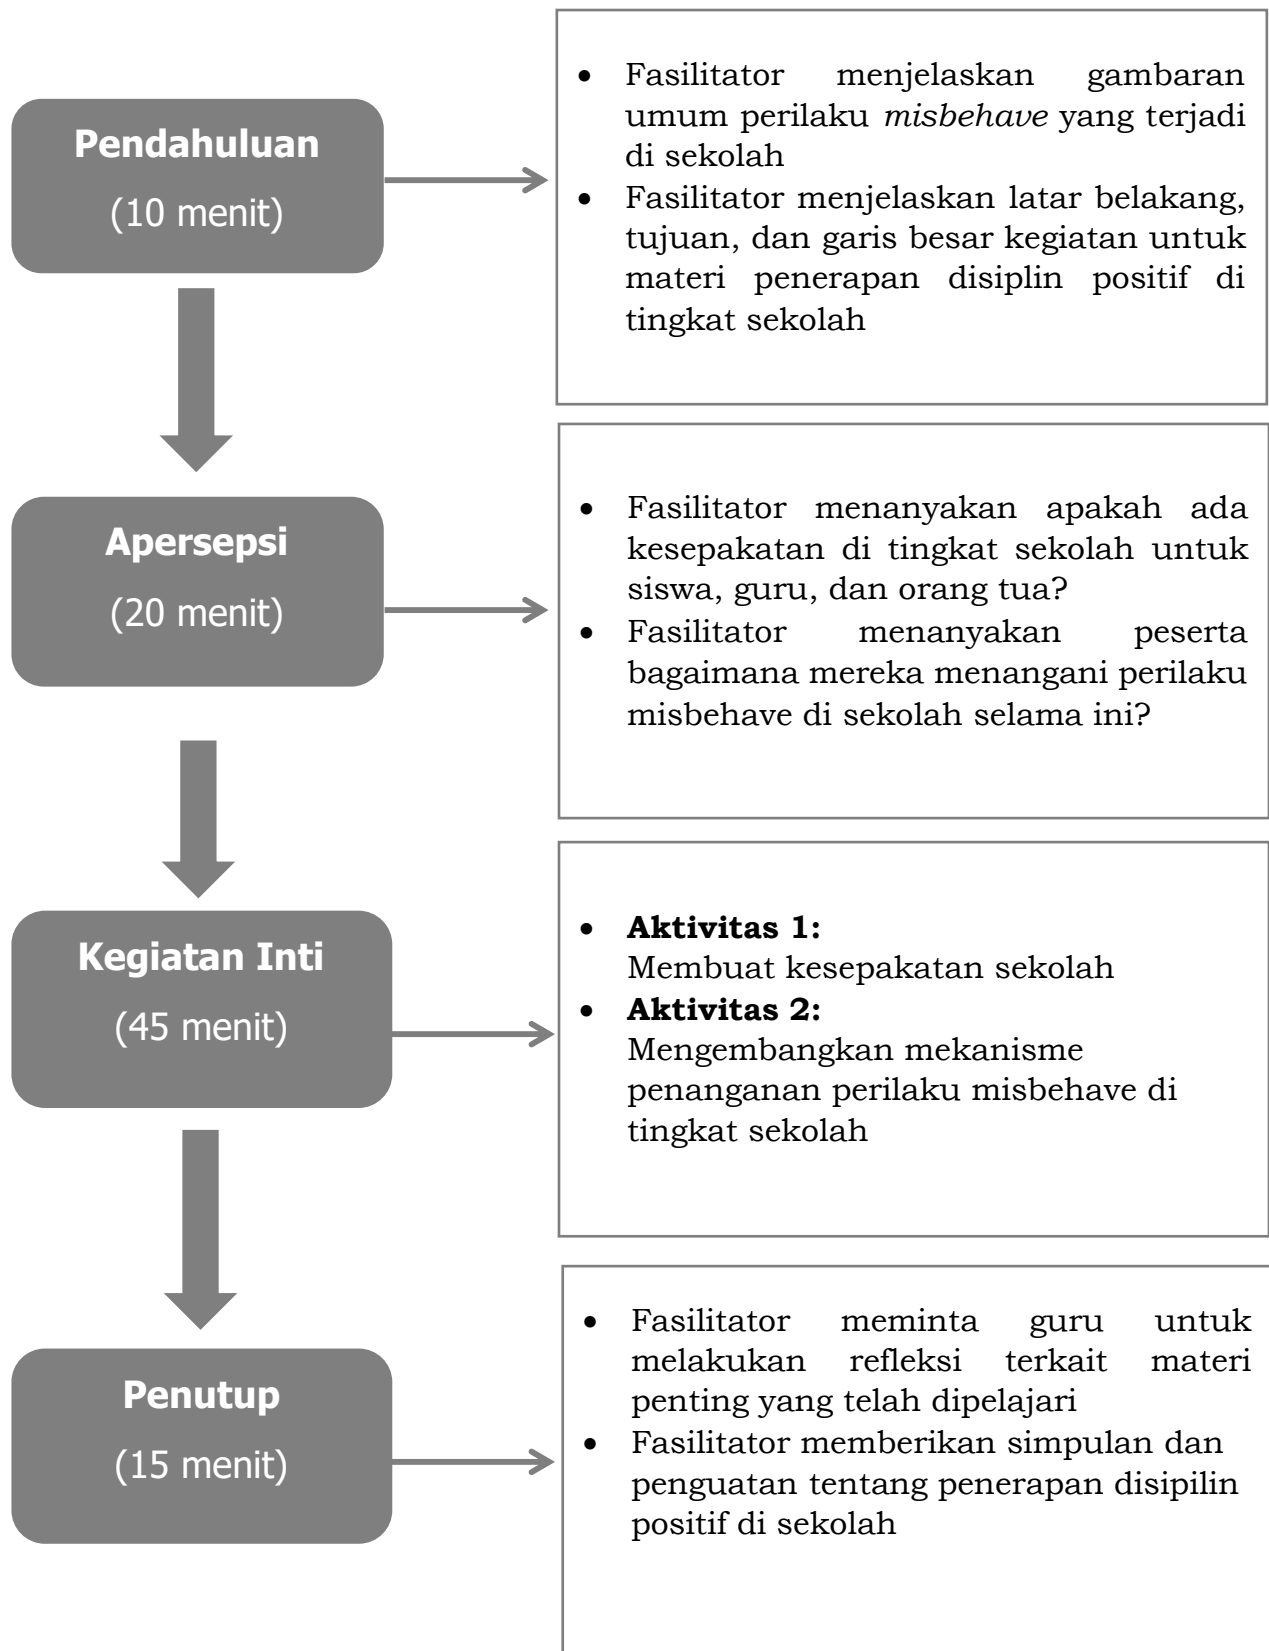 Pendahuluan
(10 menit)
• Fasilitator menjelaskan gambaran
umum perilaku misbehave yang terjadi
di sekolah
• Fasilitator menjelaskan latar belakang,
tujuan, dan garis besar kegiatan untuk
materi penerapan disiplin positif di
tingkat sekolah
Apersepsi
(20 menit)
• Fasilitator menanyakan apakah ada
kesepakatan di tingkat sekolah untuk
siswa, guru, dan orang tua?
• Fasilitator menanyakan peserta
bagaimana mereka menangani perilaku
misbehave di sekolah selama ini?
Kegiatan Inti
(45 menit)
• Aktivitas 1:
Membuat kesepakatan sekolah
• Aktivitas 2:
Mengembangkan mekanisme
penanganan perilaku misbehave di
tingkat sekolah
Penutup
(15 menit)
• Fasilitator meminta guru untuk
melakukan refleksi terkait materi
penting yang telah dipelajari
• Fasilitator memberikan simpulan dan
penguatan tentang penerapan disipilin
positif di sekolah